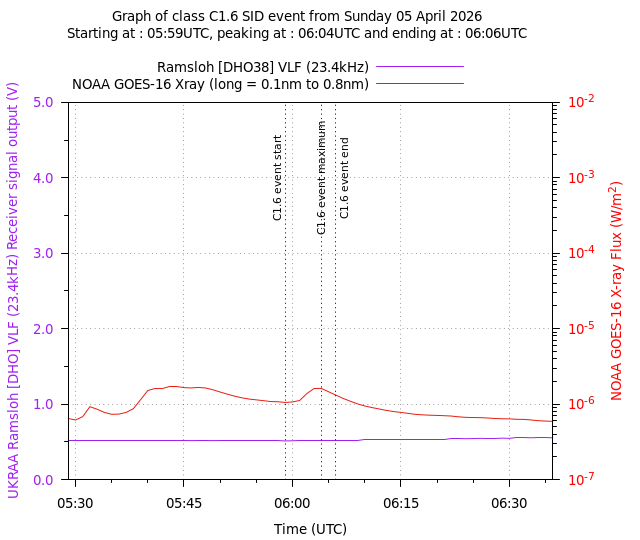 Graph of class C1.6 SID event from Sunday 05 April 2026
Starting at : 05:59UTC, peaking at : 06:04UTC and ending at : 06:06UTC
Ramsloh [DHO38] VLF (23.4kHz)
NOAA GOES-16 Xray (long = 0.1nm to 0.8nm)
UKRAA Ramsloh [DHO] VLF (23.4kHz) Receiver signal output (V)
5.0
4.0
3.0
2.0
1.0
0.0
C1.6 event start
C1.6 event maximum
C1.6 event end
10-2
10-3
10-4
10-5
10-6
10-7
NOAA GOES-16 X-ray Flux (W/m2)
05:30 05:45 06:00 06:15 06:30
Time (UTC)